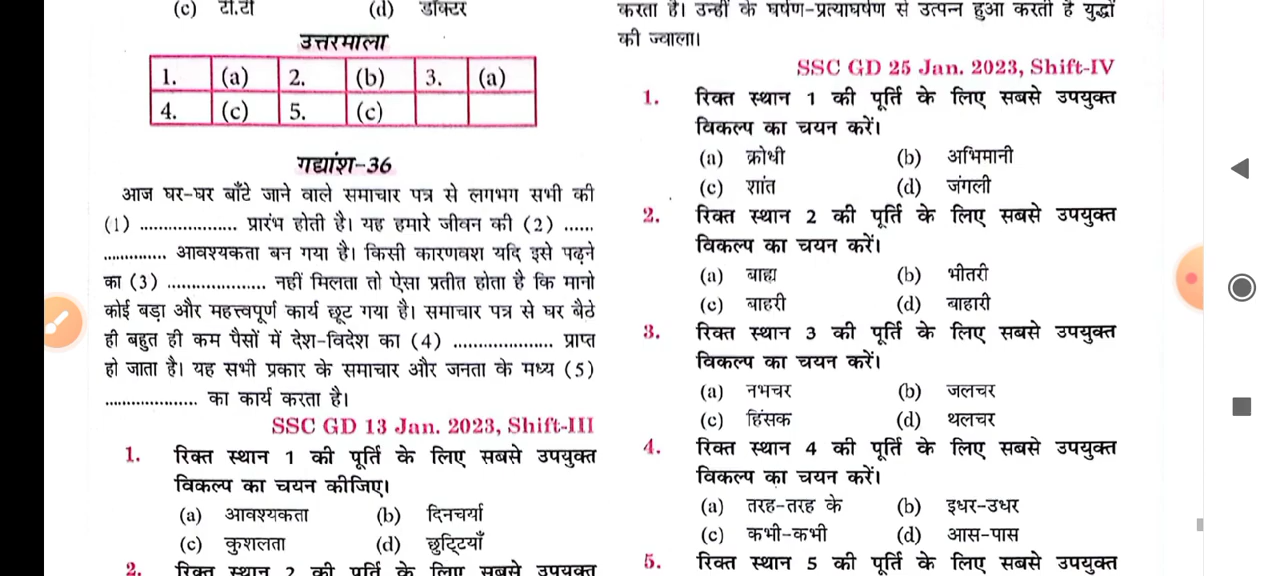 (c) टी.टी (d) डॉक्टर
उत्तरमाला
1. (a) 2. (b) 3. (a)
4. (c) 5. (c)
गद्यांश-36
आज घर-घर बाँटे जाने वाले समाचार पत्र से लगभग सभी की
(1) .................... प्रारंभ होती है। यह हमारे जीवन की (2) ......
.............. आवश्यकता बन गया है। किसी कारणवश यदि इसे पढ़ने
का (3) .................... नहीं मिलता तो ऐसा प्रतीत होता है कि मानो
कोई बड़ा और महत्त्वपूर्ण कार्य छूट गया है। समाचार पत्र से घर बैठे
ही बहुत ही कम पैसों में देश-विदेश का (4) .................... प्राप्त
हो जाता है। यह सभी प्रकार के समाचार और जनता के मध्य (5)
.................... का कार्य करता है।
SSC GD 13 Jan. 2023, Shift-III
1. रिक्त स्थान 1 की पूर्ति के लिए सबसे उपयुक्त
विकल्प का चयन कीजिए।
(a) आवश्यकता (b) दिनचर्या
(c) कुशलता (d) छुट्टियाँ
2. रिक्त स्थान 2 की पूर्ति के लिए सबसे उपयुक्त
करता है। उन्हीं के घर्षण-प्रत्याघर्षण से उत्पन्न हुआ करती है युद्धों
की ज्वाला।
SSC GD 25 Jan. 2023, Shift-IV
1. रिक्त स्थान 1 की पूर्ति के लिए सबसे उपयुक्त
विकल्प का चयन करें।
(a) क्रोधी (b) अभिमानी
(c) शांत (d) जंगली
2. रिक्त स्थान 2 की पूर्ति के लिए सबसे उपयुक्त
विकल्प का चयन करें।
(a) बाह्य (b) भीतरी
(c) बाहरी (d) बाहारी
3. रिक्त स्थान 3 की पूर्ति के लिए सबसे उपयुक्त
विकल्प का चयन करें।
(a) नभचर (b) जलचर
(c) हिंसक (d) थलचर
4. रिक्त स्थान 4 की पूर्ति के लिए सबसे उपयुक्त
विकल्प का चयन करें।
(a) तरह-तरह के (b) इधर-उधर
(c) कभी-कभी (d) आस-पास
5. रिक्त स्थान 5 की पूर्ति के लिए सबसे उपयुक्त